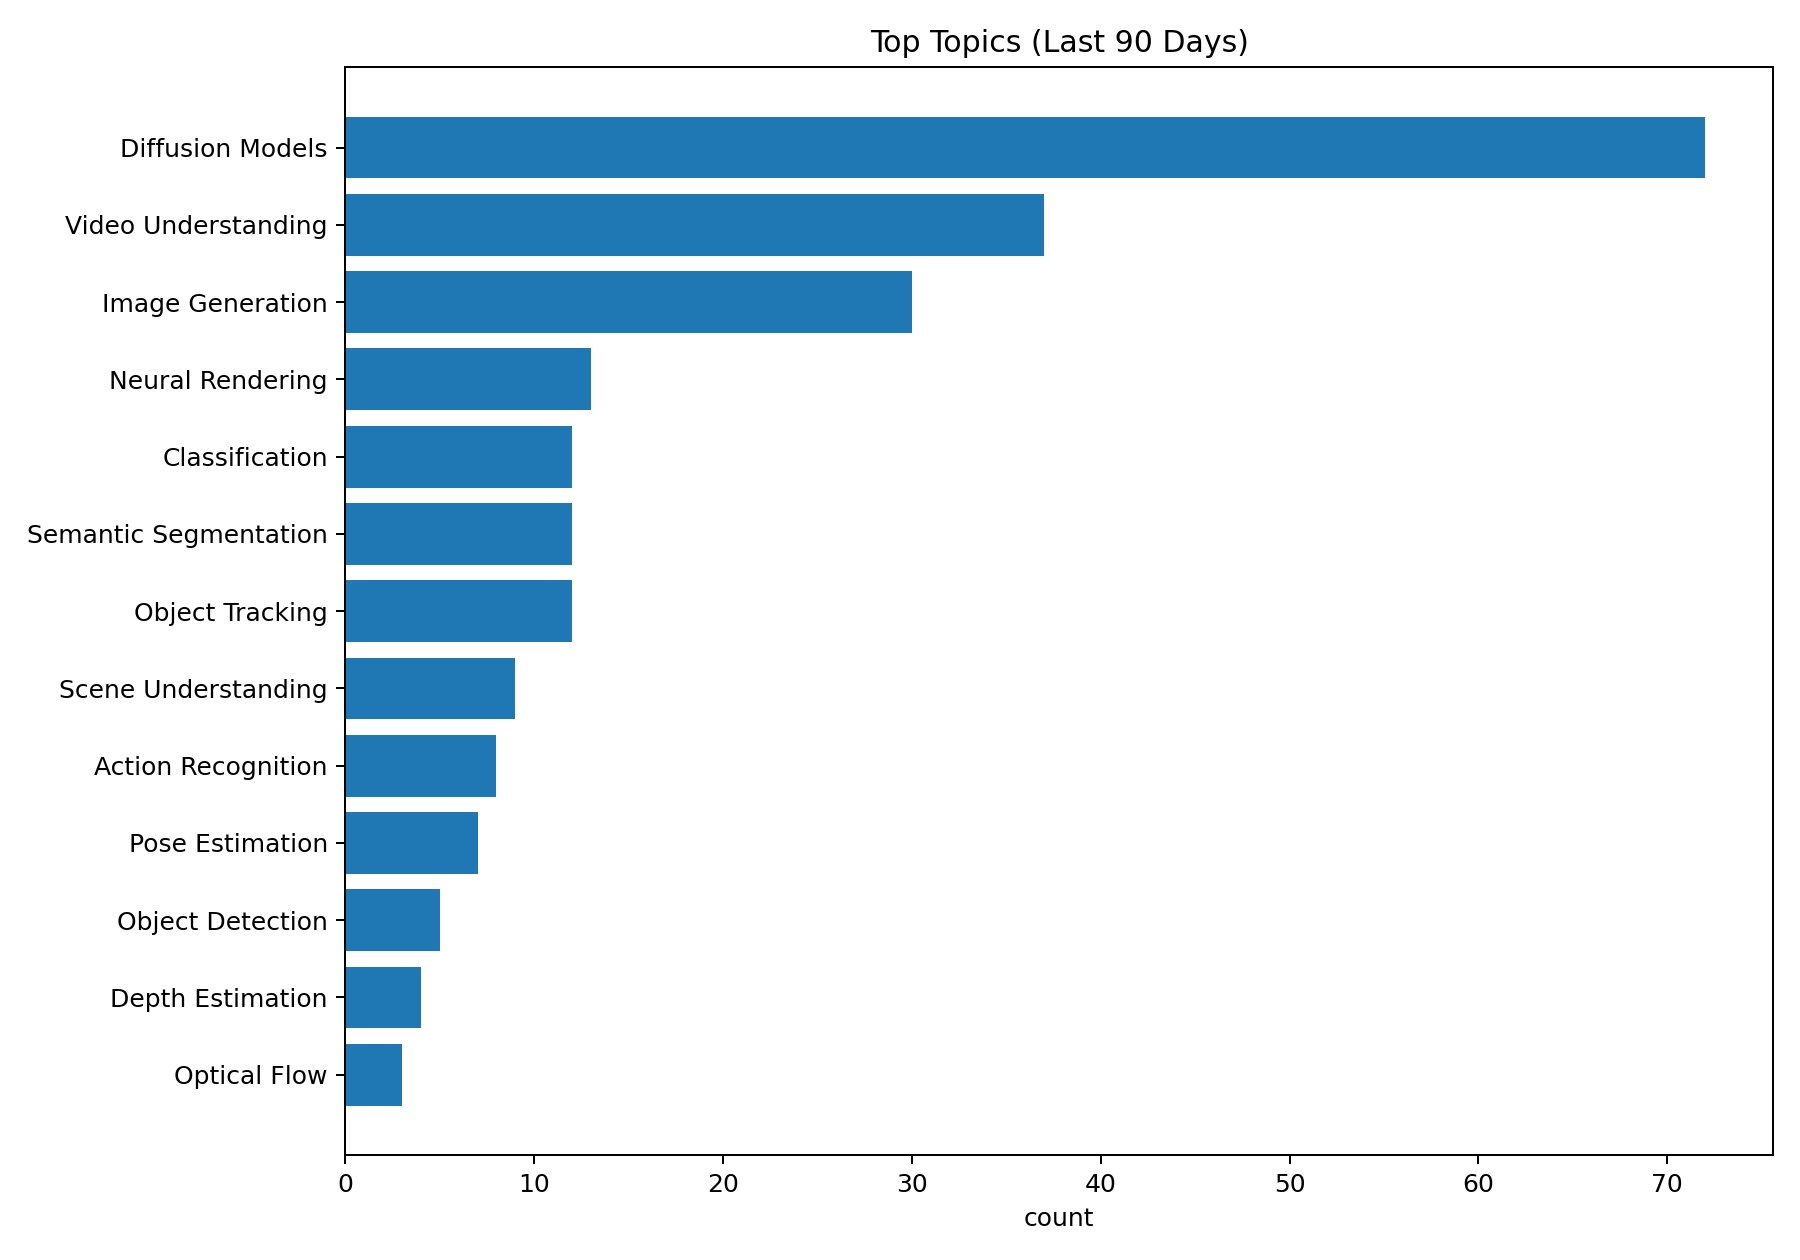 Top Topics (Last 90 Days)
Diffusion Models
Video Understanding
Image Generation
Neural Rendering
Classification
Semantic Segmentation
Object Tracking
Scene Understanding
Action Recognition
Pose Estimation
Object Detection
Depth Estimation
Optical Flow
0 10 20 30 40 50 60 70
count